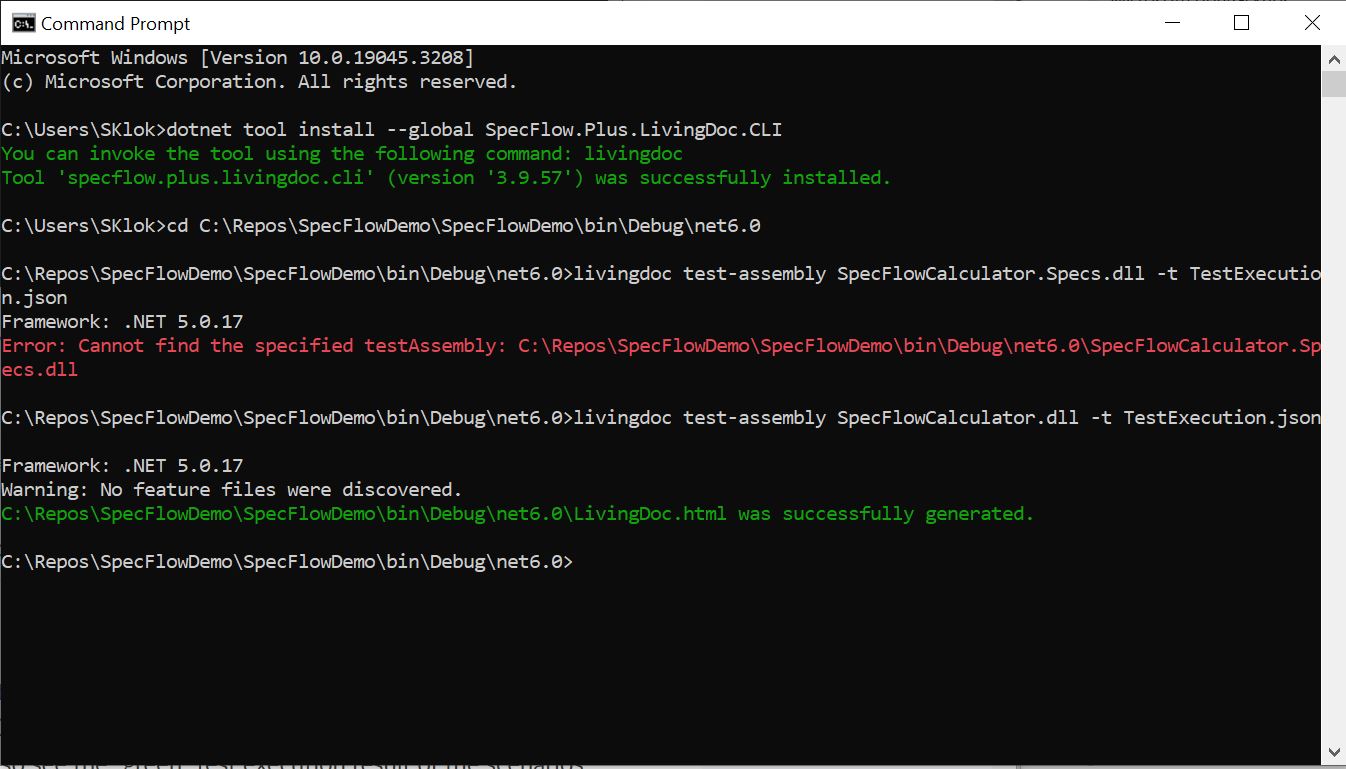 Command Prompt
Microsoft Windows [Version 10.0.19045.3208]
(c) Microsoft Corporation. All rights reserved.
C:\Users\SKlok>dotnet tool install --global SpecFlow.Plus.LivingDoc.CLI
You can invoke the tool using the following command: livingdoc
Tool 'specflow.plus.livingdoc.cli' (version '3.9.57') was successfully installed.
C:\Users\SKlok>cd C:\Repos\SpecFlowDemo\SpecFlowDemo\bin\Debug\net6.0
C:\Repos\SpecFlowDemo\SpecFlowDemo\bin\Debug\net6.0>livingdoc test-assembly SpecFlowCalculator.Specs.dll -t TestExecutio
n.json
Framework: .NET 5.0.17
Error: Cannot find the specified testAssembly: C:\Repos\SpecFlowDemo\SpecFlowDemo\bin\Debug\net6.0\SpecFlowCalculator.Sp
ecs.dll
C:\Repos\SpecFlowDemo\SpecFlowDemo\bin\Debug\net6.0>livingdoc test-assembly SpecFlowCalculator.dll -t TestExecution.json
Framework: .NET 5.0.17
Warning: No feature files were discovered.
C:\Repos\SpecFlowDemo\SpecFlowDemo\bin\Debug\net6.0\LivingDoc.html was successfully generated.
C:\Repos\SpecFlowDemo\SpecFlowDemo\bin\Debug\net6.0>